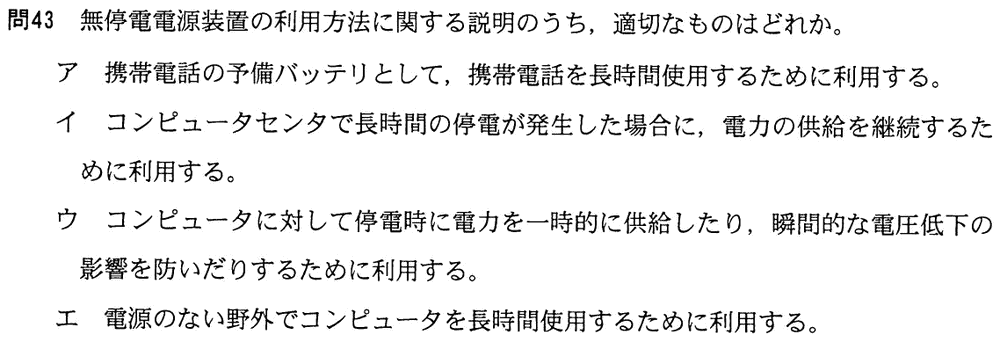 問43　無停電電源装置の利用方法に関する説明のうち，適切なものはどれか。
ア　携帯電話の予備バッテリとして，携帯電話を長時間使用するために利用する。
イ　コンピュータセンタで長時間の停電が発生した場合に，電力の供給を継続するた
めに利用する。
ウ　コンピュータに対して停電時に電力を一時的に供給したり，瞬間的な電圧低下の
影響を防いだりするために利用する。
エ　電源のない野外でコンピュータを長時間使用するために利用する。